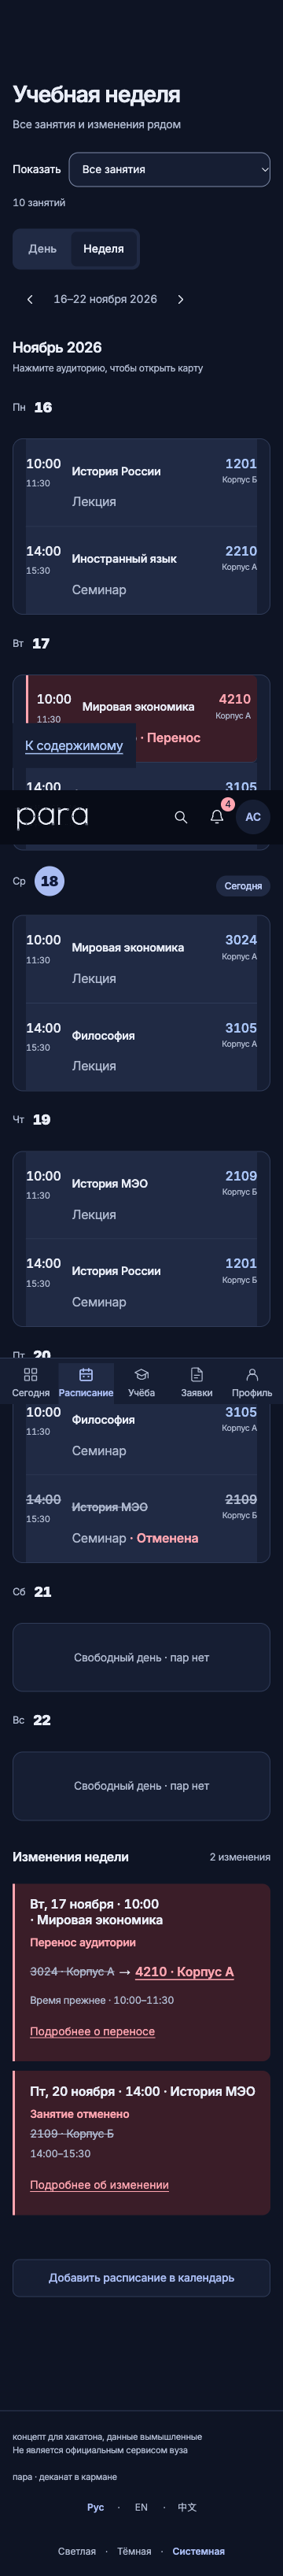 Учебная неделя
Все занятия и изменения рядом
Показать Все занятия
10 занятий
День Неделя
16–22 ноября 2026
Ноябрь 2026
Нажмите аудиторию, чтобы открыть карту
Пн 16
10:00 История России 1201
11:30 Корпус Б
Лекция
14:00 Иностранный язык 2210
15:30 Корпус А
Семинар
Вт 17
10:00 Мировая экономика 4210
11:30 Корпус А
· Перенос
К содержимому
14:00 3105
para 4 АС
Ср 18 Сегодня
10:00 Мировая экономика 3024
11:30 Корпус А
Лекция
14:00 Философия 3105
15:30 Корпус А
Лекция
Чт 19
10:00 История МЭО 2109
11:30 Корпус Б
Лекция
14:00 История России 1201
15:30 Корпус Б
Семинар
Пт 20
Сегодня Расписание Учёба Заявки Профиль
10:00 Философия 3105
11:30 Корпус А
Семинар
14:00 История МЭО 2109
15:30 Корпус Б
Семинар · Отменена
Сб 21
Свободный день · пар нет
Вс 22
Свободный день · пар нет
Изменения недели 2 изменения
Вт, 17 ноября · 10:00
· Мировая экономика
Перенос аудитории
3024 · Корпус А → 4210 · Корпус А
Время прежнее · 10:00–11:30
Подробнее о переносе
Пт, 20 ноября · 14:00 · История МЭО
Занятие отменено
2109 · Корпус Б
14:00–15:30
Подробнее об изменении
Добавить расписание в календарь
концепт для хакатона, данные вымышленные
Не является официальным сервисом вуза
пара · деканат в кармане
Рус · EN · 中文
Светлая · Тёмная · Системная